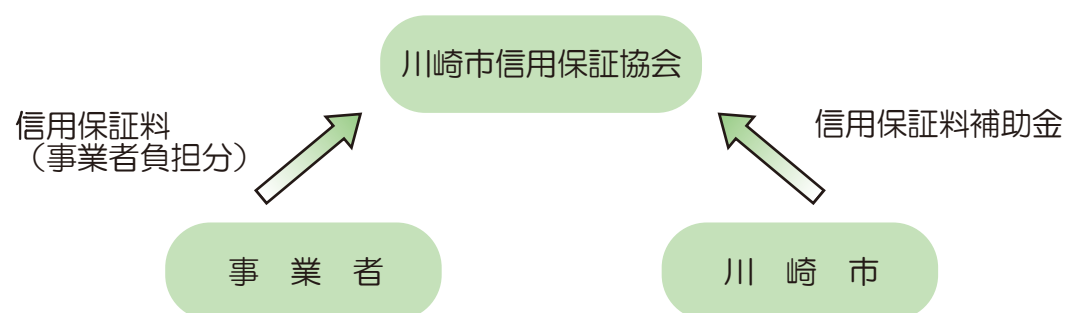 川崎市信用保証協会
信用保証料
（事業者負担分）
信用保証料補助金
事　業　者
川　崎　市